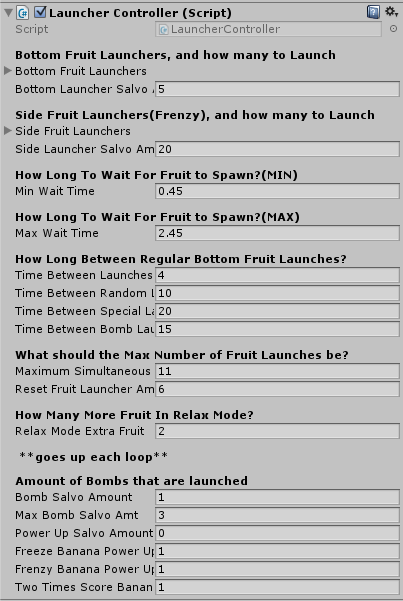 Launcher Controller (Script)
Script LauncherController
Bottom Fruit Launchers, and how many to Launch
Bottom Fruit Launchers
Bottom Launcher Salvo 5
Side Fruit Launchers(Frenzy), and how many to Launch
Side Fruit Launchers
Side Launcher Salvo Am 20
How Long To Wait For Fruit to Spawn?(MIN)
Min Wait Time 0.45
How Long To Wait For Fruit to Spawn?(MAX)
Max Wait Time 2.45
How Long Between Regular Bottom Fruit Launches?
Time Between Launches 4
Time Between Random L 10
Time Between Special La 20
Time Between Bomb Lau 15
What should the Max Number of Fruit Launches be?
Maximum Simultaneous 11
Reset Fruit Launcher Am 6
How Many More Fruit In Relax Mode?
Relax Mode Extra Fruit 2
**goes up each loop**
Amount of Bombs that are launched
Bomb Salvo Amount 1
Max Bomb Salvo Amt 3
Power Up Salvo Amount 0
Freeze Banana Power Up 1
Frenzy Banana Power Up 1
Two Times Score Banan 1